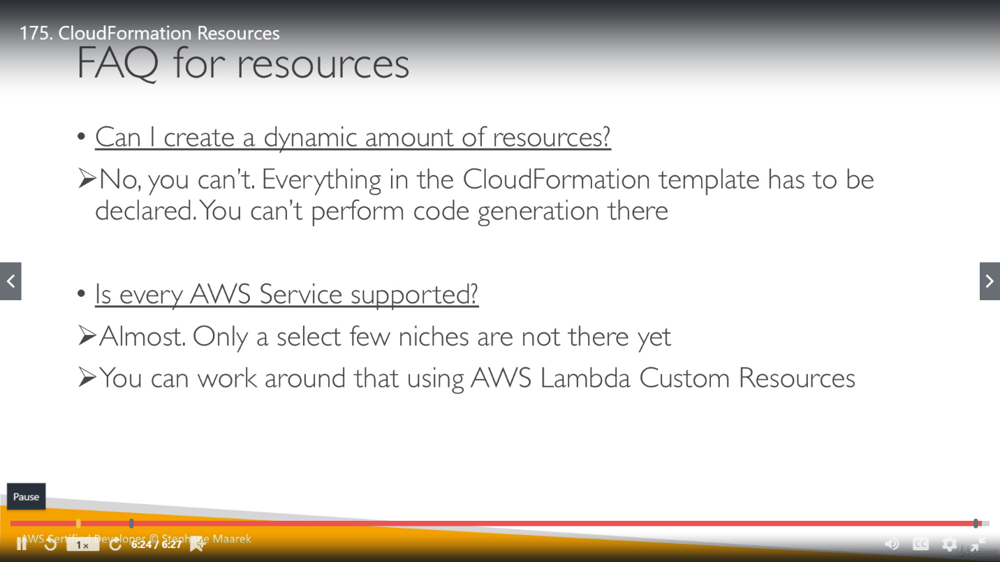 175. CloudFormation Resources
FAQ for resources
• Can I create a dynamic amount of resources?
➢No, you can’t. Everything in the CloudFormation template has to be
declared. You can’t perform code generation there
• Is every AWS Service supported?
➢Almost. Only a select few niches are not there yet
➢You can work around that using AWS Lambda Custom Resources
Pause
AWS Certified Developer © Stephane Maarek
1x
6:24 / 6:27
CC
Udemy